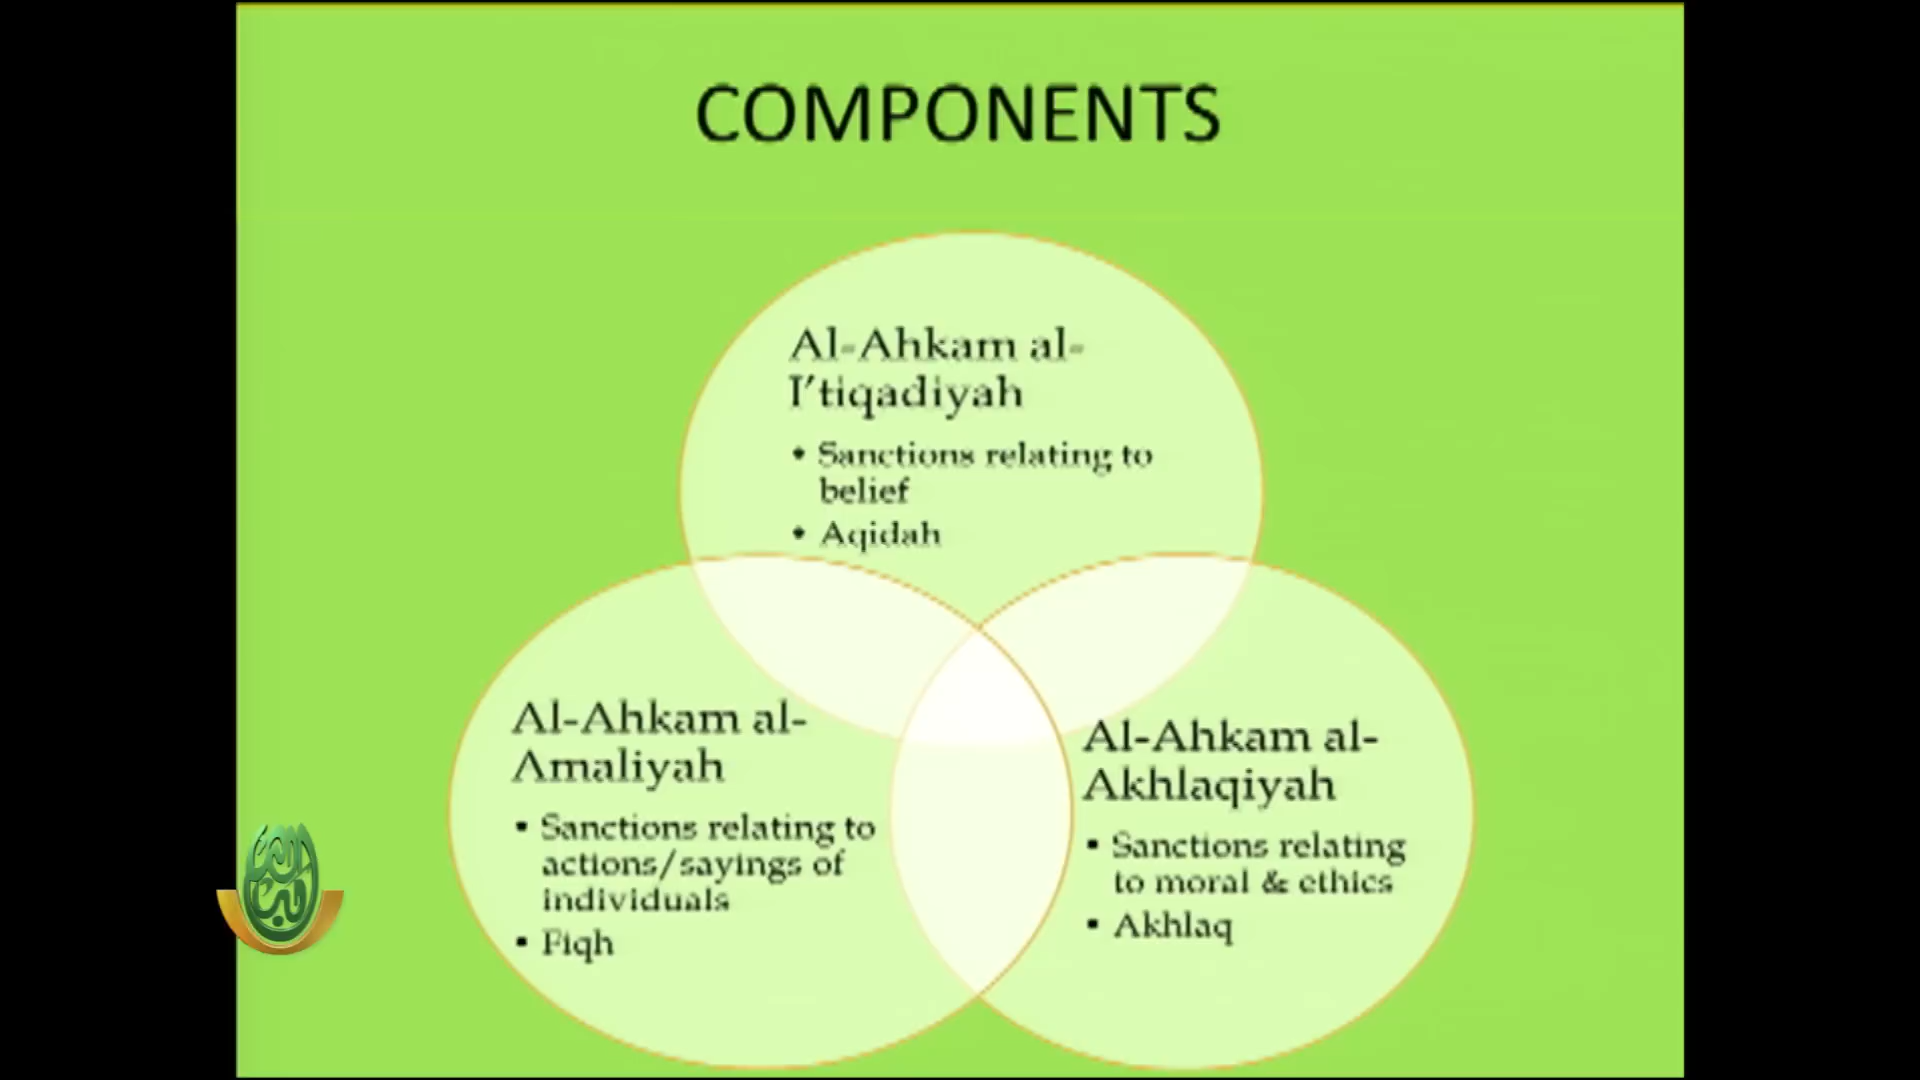 COMPONENTS
Al-Ahkam al-
I'tiqadiyah
• Sanctions relating to
belief
• Aqidah
Al-Ahkam al-
Amaliyah
▪ Sanctions relating to
actions/sayings of
individuals
▪ Fiqh
Al-Ahkam al-
Akhlaqiyah
▪ Sanctions relating
to moral & ethics
▪ Akhlaq